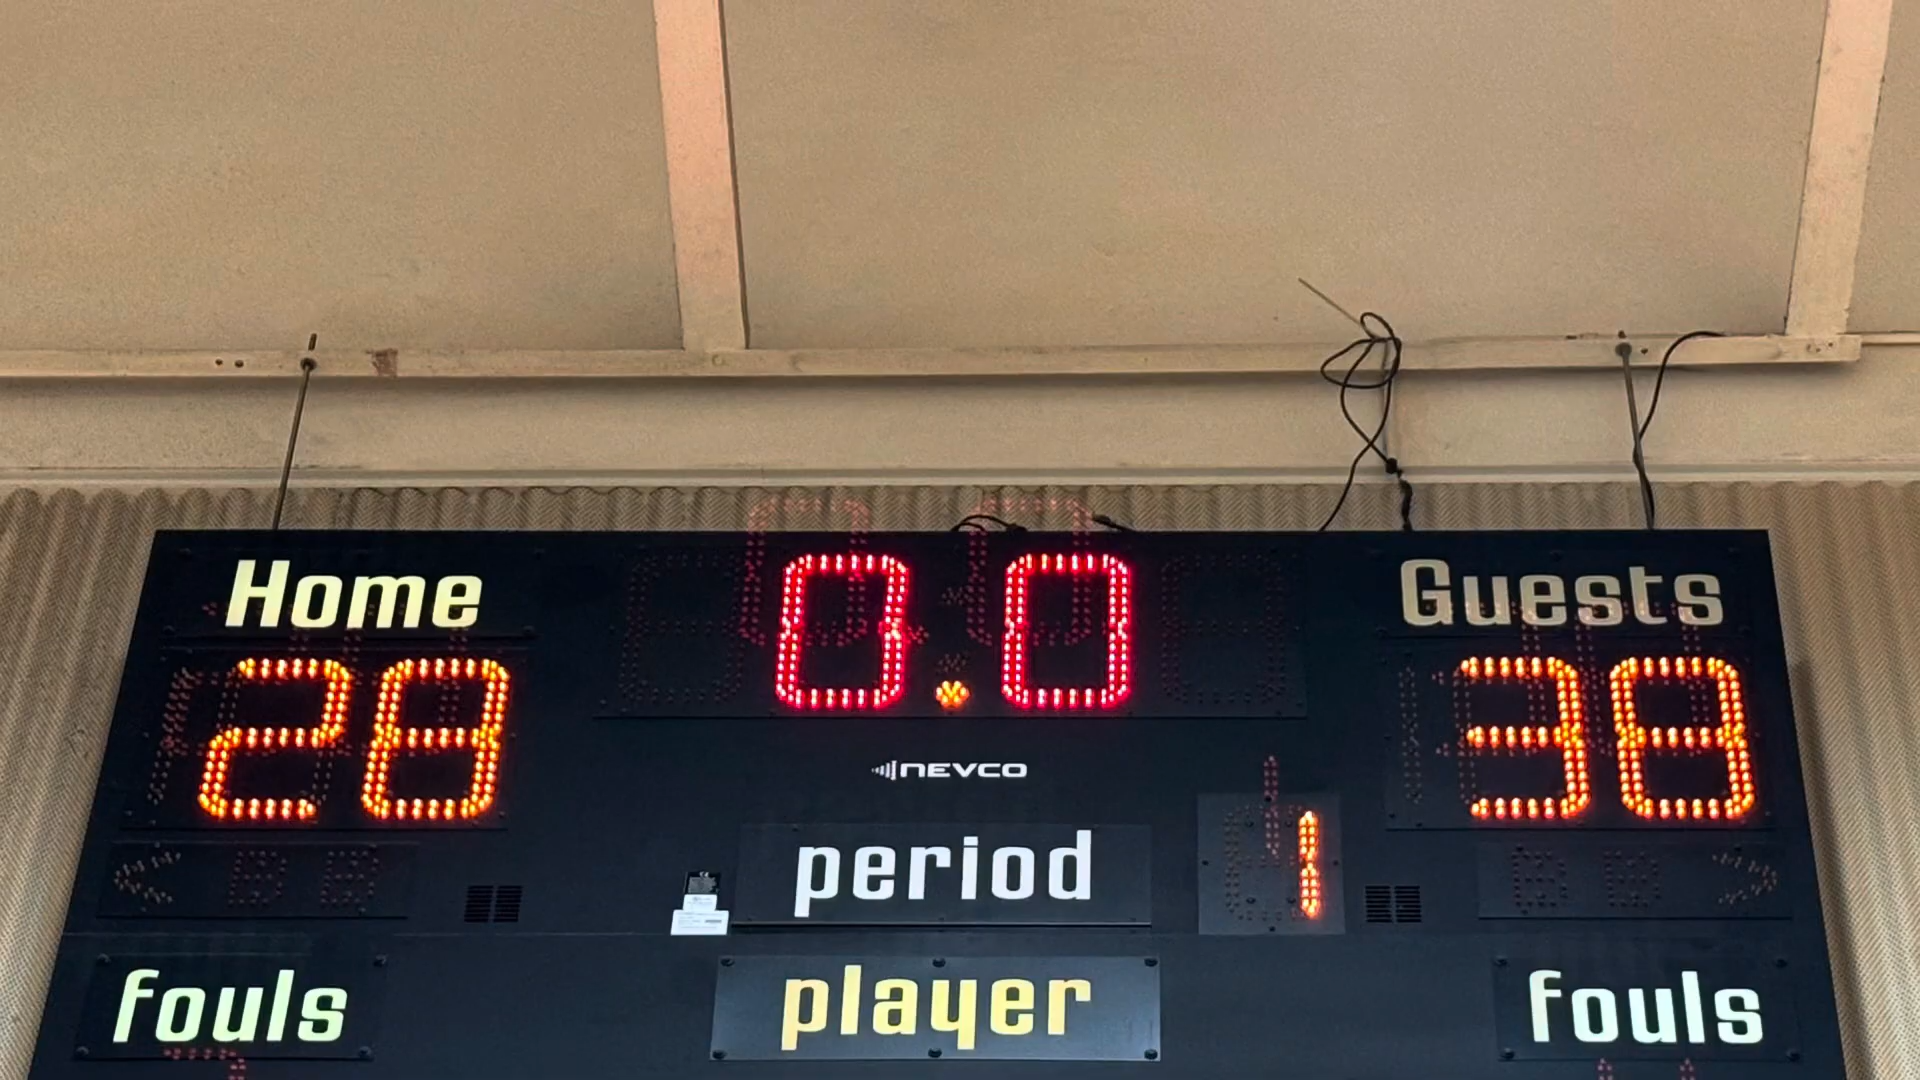 Home 0.0 Guests
28 38
NEVCO
period 1
fouls player fouls